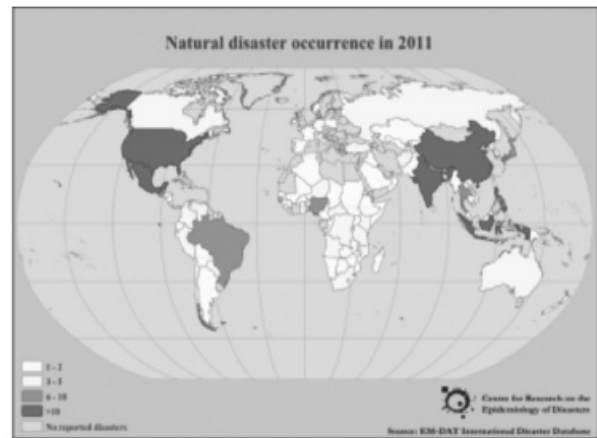 Natural disaster occurrence in 2011
1 - 2
3 - 5
6 - 10
>10
No reported disasters
Centre for Research on the
Epidemiology of Disasters
Source: EM-DAT International Disaster Database